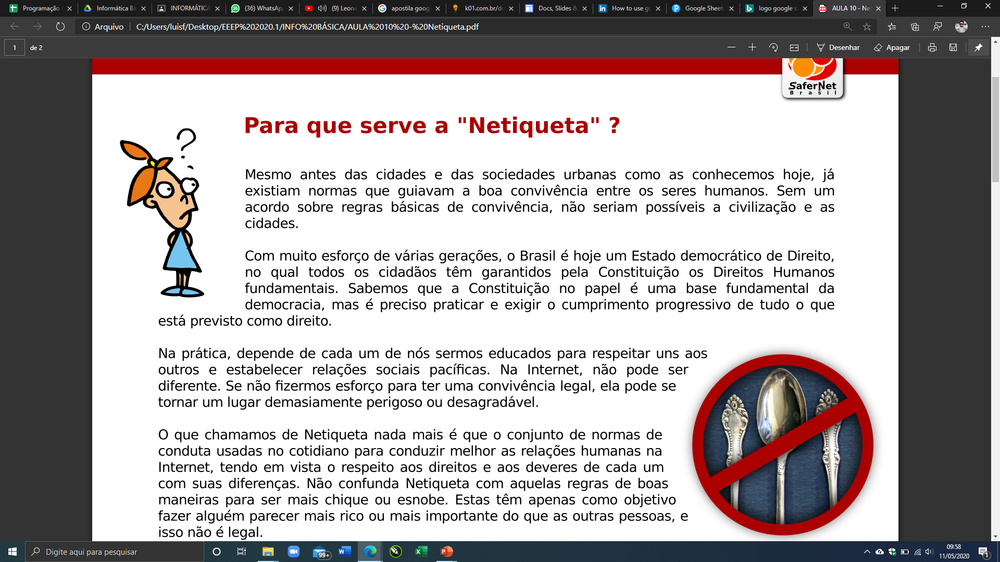 Programação
Informática Bá
INFORMÁTICA
(36) WhatsApp
(9) Leona
apostila goog
k01.com.br/do
Docs, Slides &
How to use go
Google Sheets
logo google s
AULA 10 - Net
Arquivo
C:/Users/luisf/Desktop/EEEP%202020.1/INFO%20BÁSICA/AULA%2010%20-%20Netiqueta.pdf
1
de 2
Desenhar
Apagar
SaferNet
Brasil
Para que serve a "Netiqueta" ?
?
Mesmo antes das cidades e das sociedades urbanas como as conhecemos hoje, já
existiam normas que guiavam a boa convivência entre os seres humanos. Sem um
acordo sobre regras básicas de convivência, não seriam possíveis a civilização e as
cidades.
Com muito esforço de várias gerações, o Brasil é hoje um Estado democrático de Direito,
no qual todos os cidadãos têm garantidos pela Constituição os Direitos Humanos
fundamentais. Sabemos que a Constituição no papel é uma base fundamental da
democracia, mas é preciso praticar e exigir o cumprimento progressivo de tudo o que
está previsto como direito.
Na prática, depende de cada um de nós sermos educados para respeitar uns aos
outros e estabelecer relações sociais pacíficas. Na Internet, não pode ser
diferente. Se não fizermos esforço para ter uma convivência legal, ela pode se
tornar um lugar demasiamente perigoso ou desagradável.
O que chamamos de Netiqueta nada mais é que o conjunto de normas de
conduta usadas no cotidiano para conduzir melhor as relações humanas na
Internet, tendo em vista o respeito aos direitos e aos deveres de cada um
com suas diferenças. Não confunda Netiqueta com aquelas regras de boas
maneiras para ser mais chique ou esnobe. Estas têm apenas como objetivo
fazer alguém parecer mais rico ou mais importante do que as outras pessoas, e
isso não é legal.
Digite aqui para pesquisar
99+
09:58
11/05/2020
1